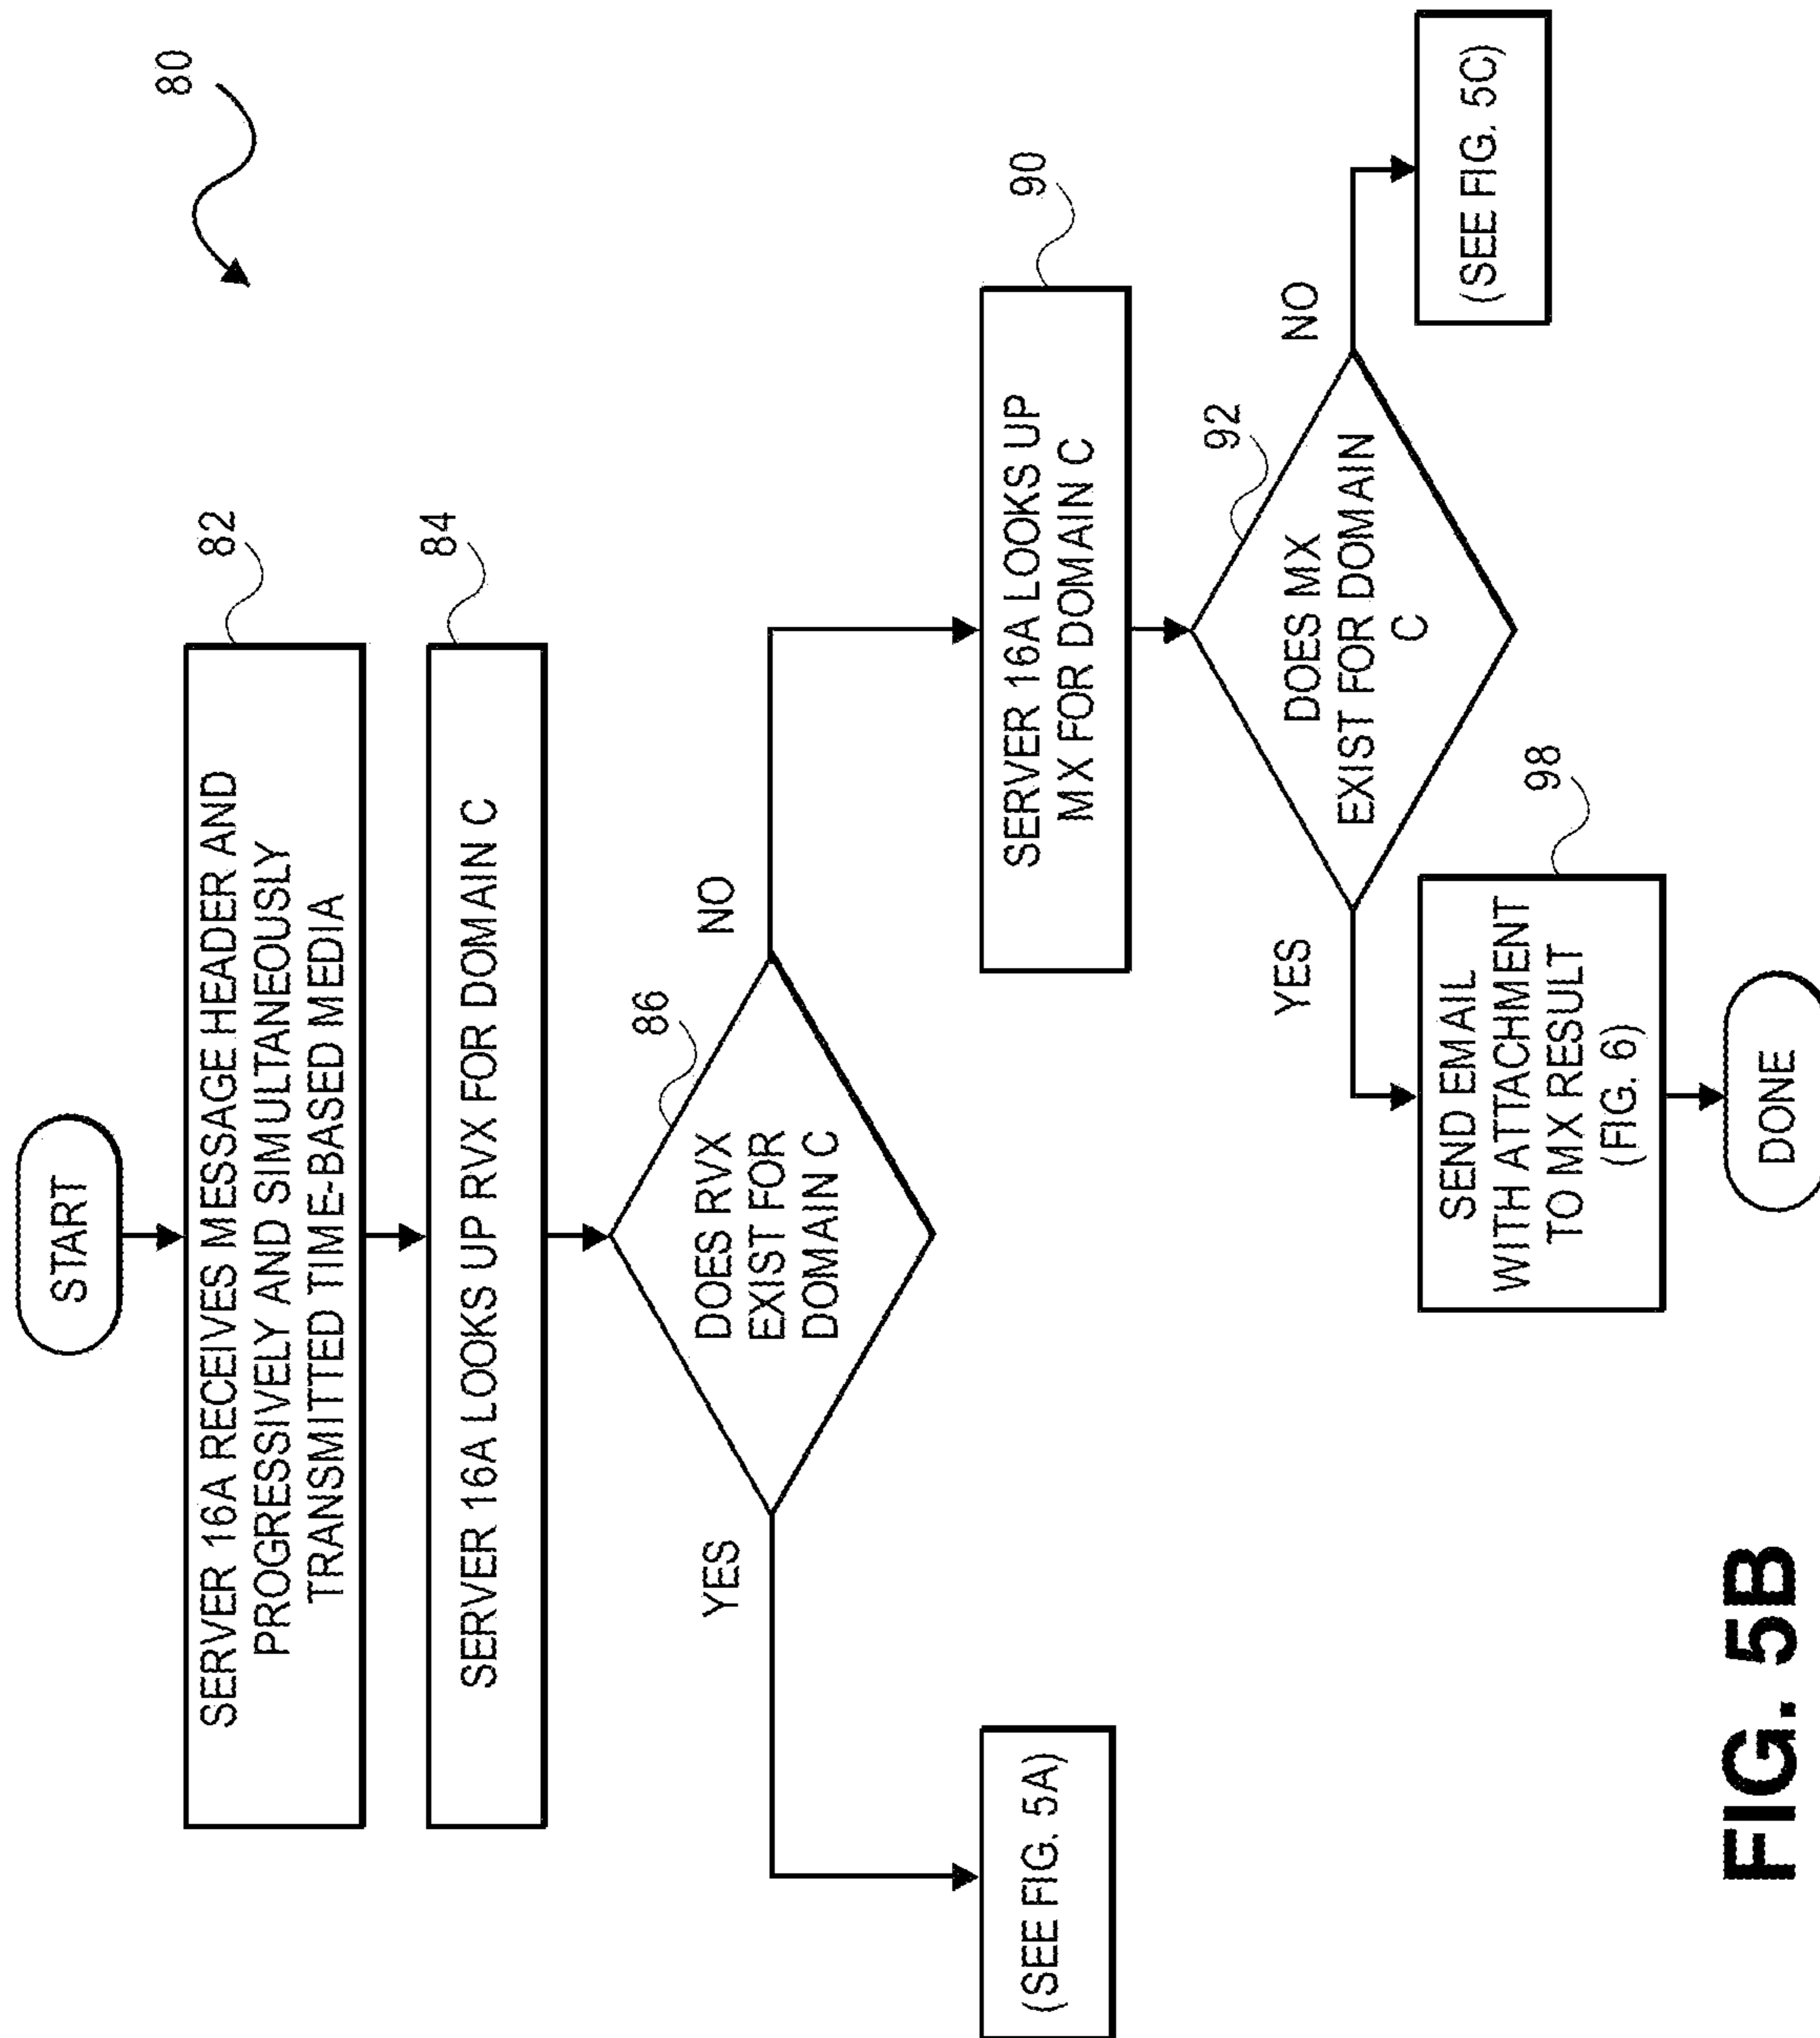 80
START
82
SERVER 16A RECEIVES MESSAGE HEADER AND
PROGRESSIVELY AND SIMULTANEOUSLY
TRANSMITTED TIME-BASED MEDIA
84
SERVER 16A LOOKS UP RVX FOR DOMAIN C
86
DOES RVX
EXIST FOR
DOMAIN C
YES
NO
(SEE FIG. 5A)
90
SERVER 16A LOOKS UP
MX FOR DOMAIN C
92
DOES MX
EXIST FOR DOMAIN
C
YES
NO
98
SEND EMAIL
WITH ATTACHMENT
TO MX RESULT
(FIG. 6)
(SEE FIG. 5C)
DONE
FIG. 5B